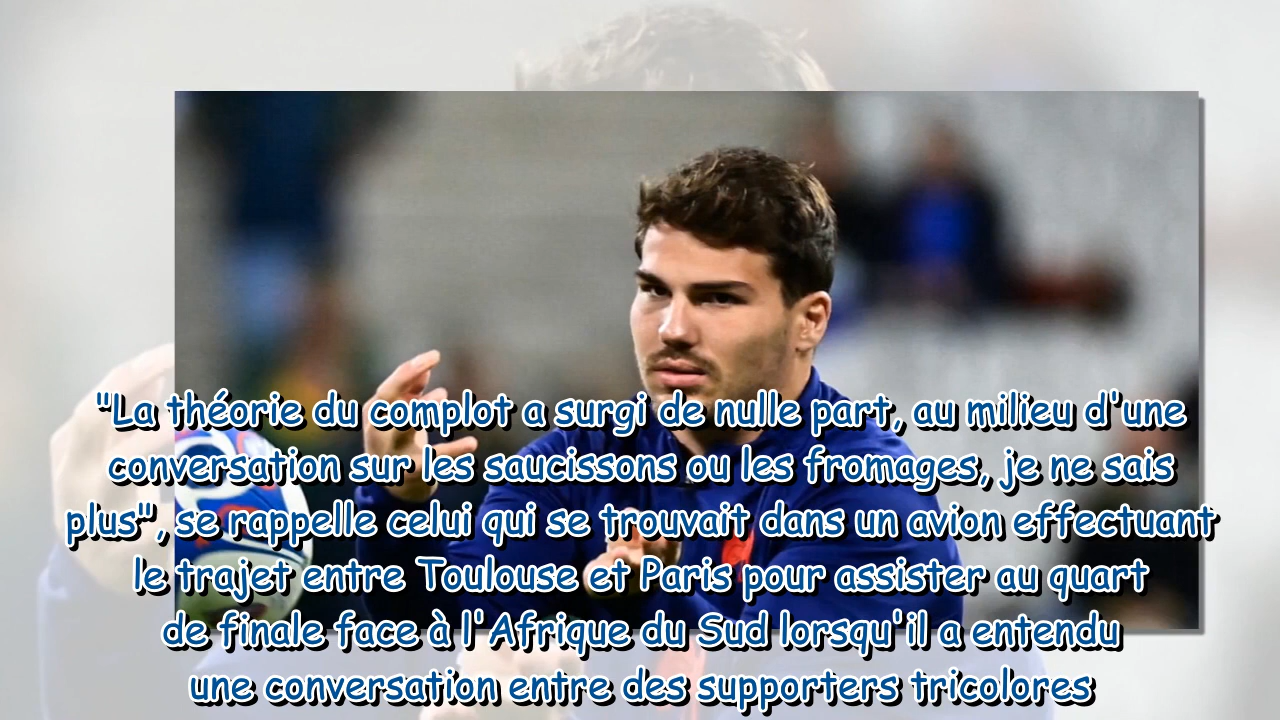 "La théorie du complot a surgi de nulle part, au milieu d'une
conversation sur les saucissons ou les fromages, je ne sais
plus", se rappelle celui qui se trouvait dans un avion effectuant
le trajet entre Toulouse et Paris pour assister au quart
de finale face à l'Afrique du Sud lorsqu'il a entendu
une conversation entre des supporters tricolores